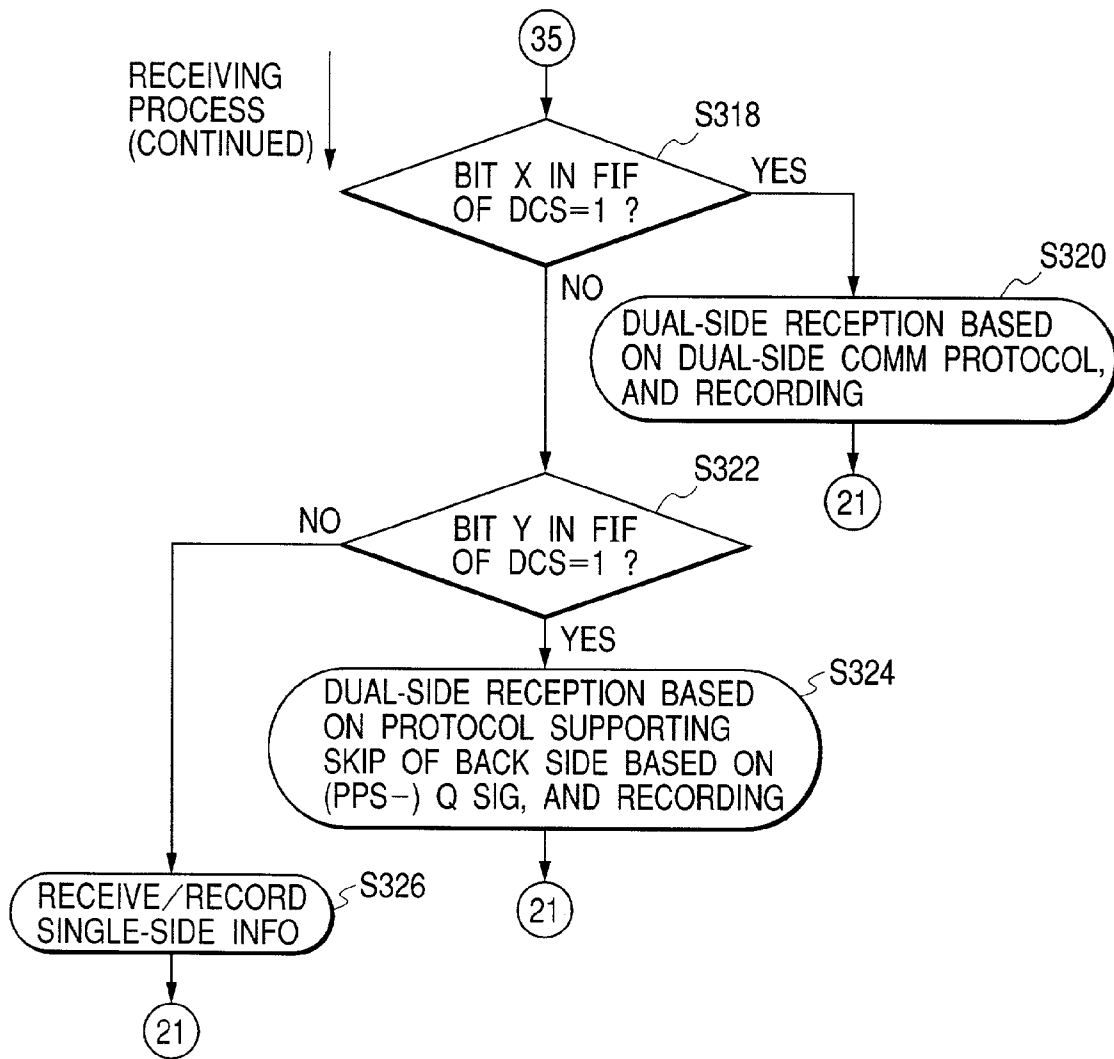 35
RECEIVING
PROCESS
(CONTINUED)
S318
BIT X IN FIF
OF DCS=1 ?
YES
NO
S320
DUAL-SIDE RECEPTION BASED
ON DUAL-SIDE COMM PROTOCOL,
AND RECORDING
21
S322
BIT Y IN FIF
OF DCS=1 ?
NO
YES
S324
DUAL-SIDE RECEPTION BASED
ON PROTOCOL SUPPORTING
SKIP OF BACK SIDE BASED ON
(PPS−) Q SIG, AND RECORDING
21
S326
RECEIVE/RECORD
SINGLE-SIDE INFO
21